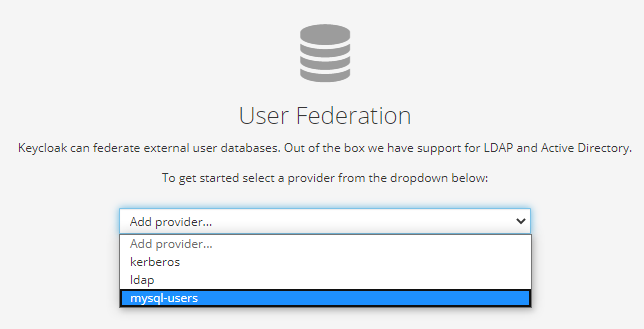 User Federation
Keycloak can federate external user databases. Out of the box we have support for LDAP and Active Directory.
To get started select a provider from the dropdown below:
Add provider...
Add provider...
kerberos
ldap
mysql-users